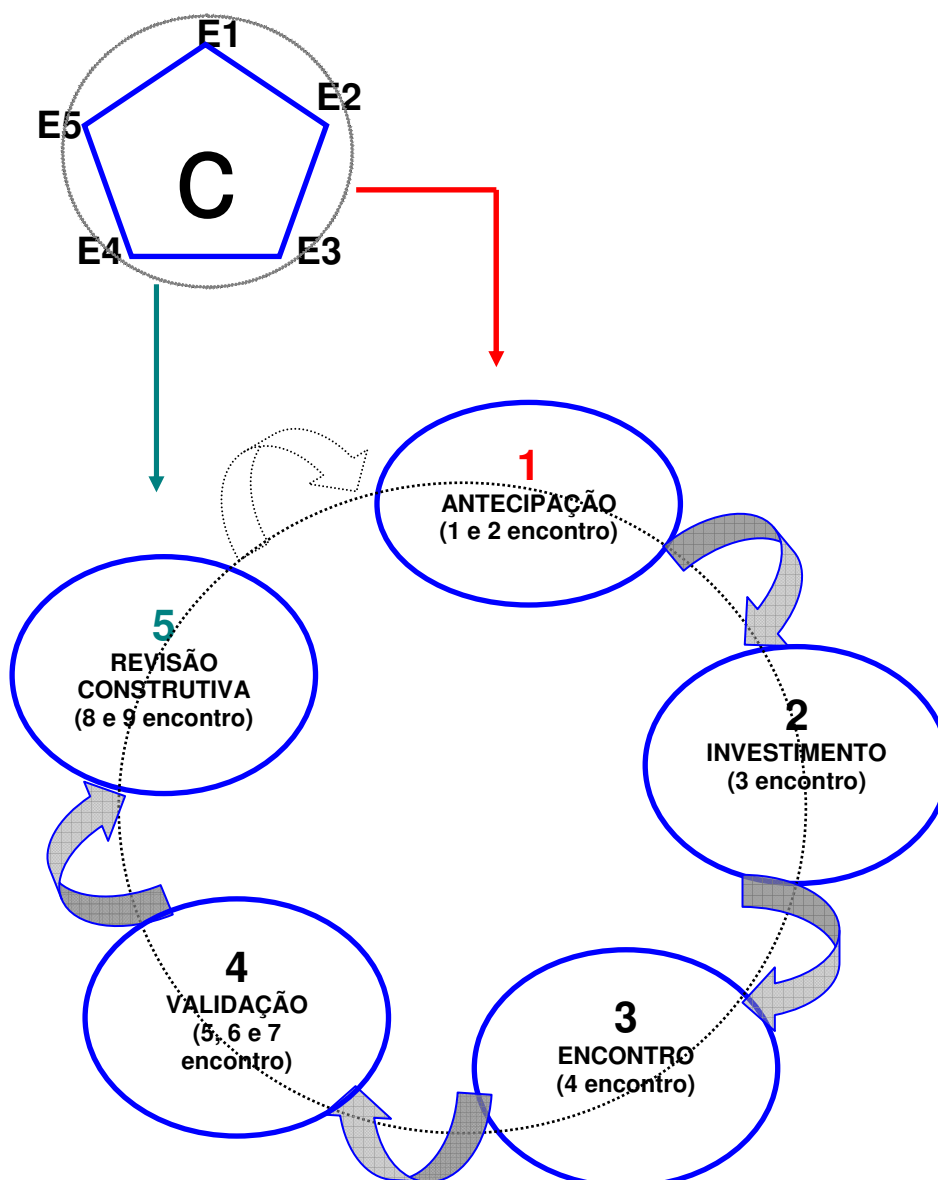 E1
E2
E5
C
E4
E3
1
ANTECIPAÇÃO
(1 e 2 encontro)
5
REVISÃO
CONSTRUTIVA
(8 e 9 encontro)
2
INVESTIMENTO
(3 encontro)
4
VALIDAÇÃO
(5, 6 e 7
encontro)
3
ENCONTRO
(4 encontro)